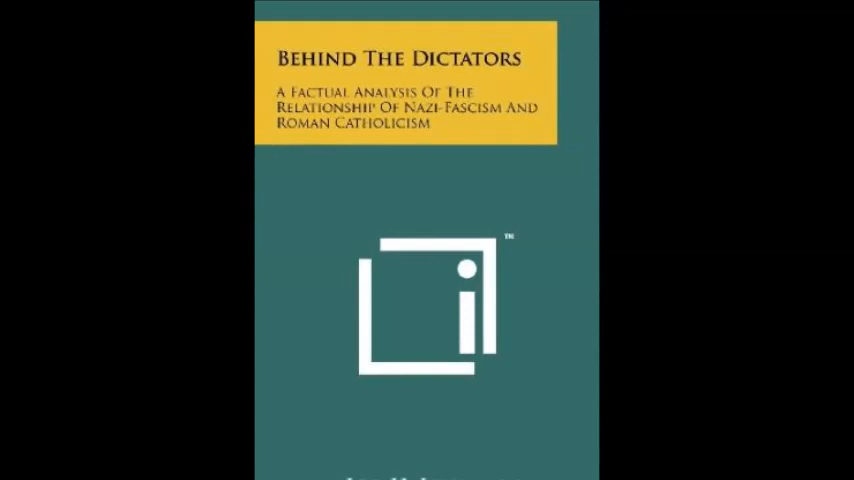 BEHIND THE DICTATORS
A FACTUAL ANALYSIS OF THE
RELATIONSHIP OF NAZI-FASCISM AND
ROMAN CATHOLICISM
™